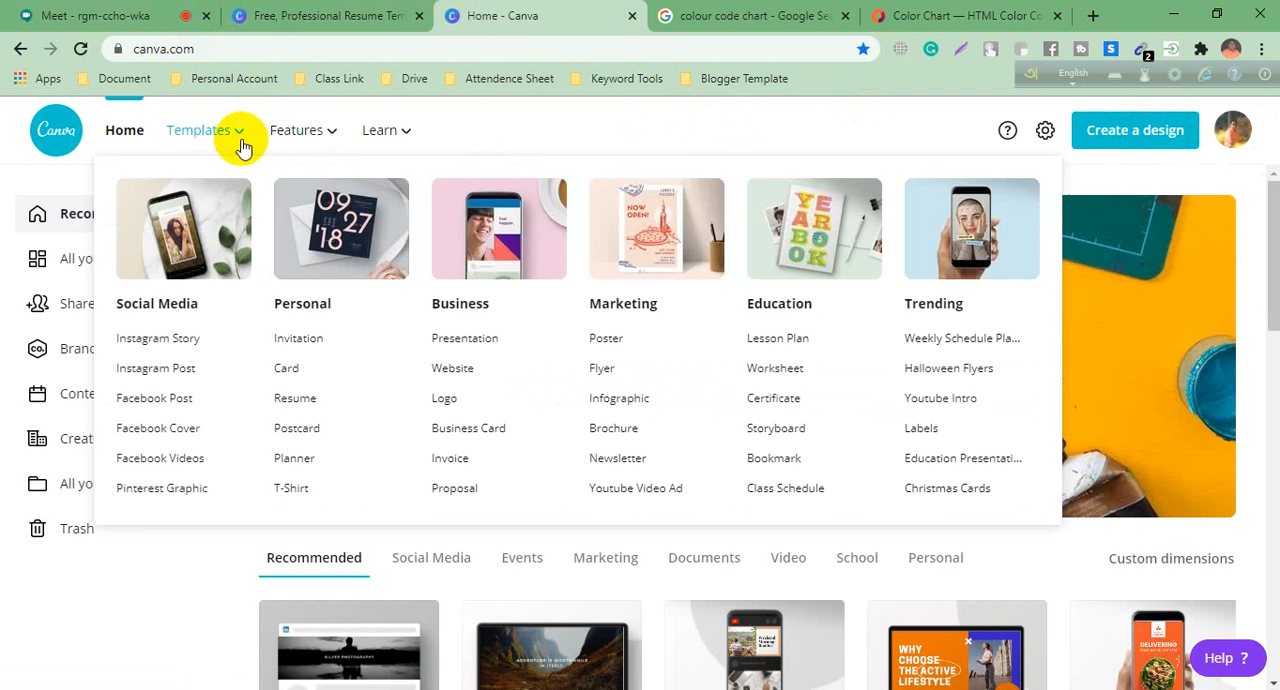 Meet - rgm-ccho-wka
Free, Professional Resume Tem
Home - Canva
colour code chart - Google Sea
Color Chart — HTML Color Co
canva.com
2
Apps
Document
Personal Account
Class Link
Drive
Attendence Sheet
Keyword Tools
Blogger Template
English
Canva
Home
Templates
Features
Learn
Create a design
Recor
All yo
Share
Brand
Conte
Creat
All yo
Trash
09
27
'18
NOW OPEN!
YEAR
BOOK
Social Media
Personal
Business
Marketing
Education
Trending
Instagram Story
Invitation
Presentation
Poster
Lesson Plan
Weekly Schedule Pla...
Instagram Post
Card
Website
Flyer
Worksheet
Halloween Flyers
Facebook Post
Resume
Logo
Infographic
Certificate
Youtube Intro
Facebook Cover
Postcard
Business Card
Brochure
Storyboard
Labels
Facebook Videos
Planner
Invoice
Newsletter
Bookmark
Education Presentati...
Pinterest Graphic
T-Shirt
Proposal
Youtube Video Ad
Class Schedule
Christmas Cards
Recommended
Social Media
Events
Marketing
Documents
Video
School
Personal
Custom dimensions
WHY
CHOOSE
THE ACTIVE
LIFESTYLE
Help ?